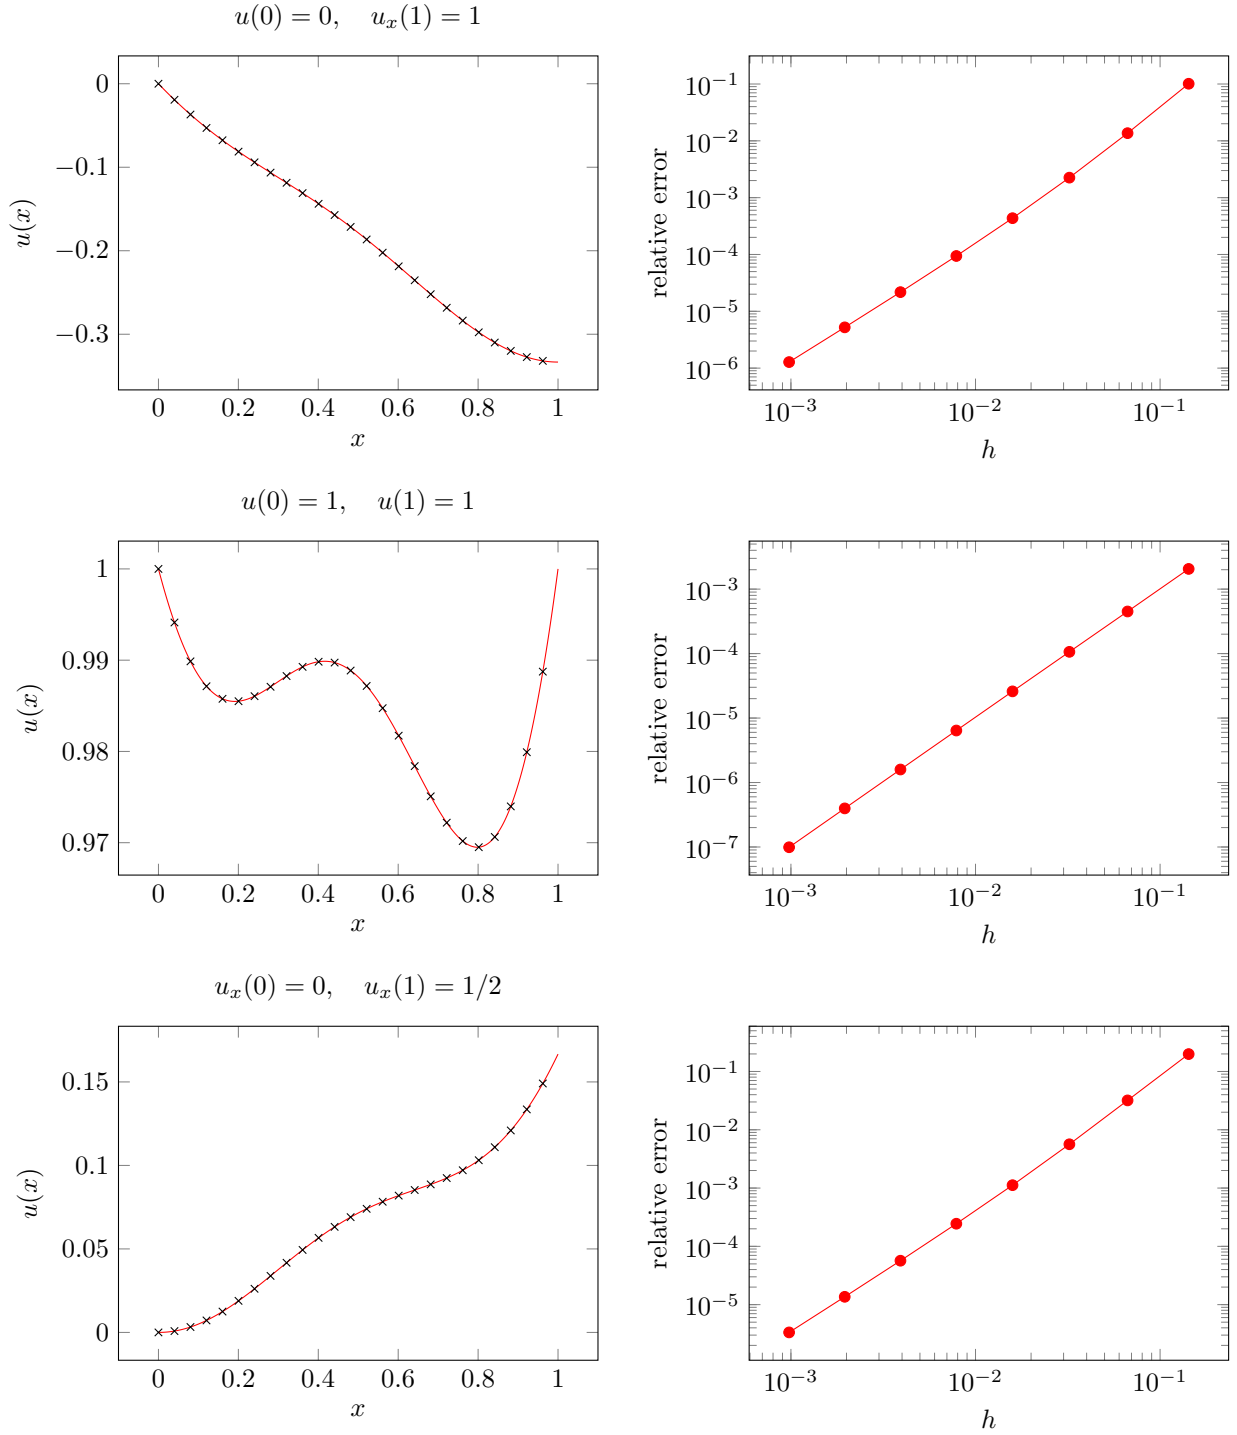 u(0) = 0, u_x(1) = 1
0
−0.1
−0.2
−0.3
u(x)
0 0.2 0.4 0.6 0.8 1
x
10^{−1}
10^{−2}
10^{−3}
10^{−4}
10^{−5}
10^{−6}
relative error
10^{−3} 10^{−2} 10^{−1}
h
u(0) = 1, u(1) = 1
1
0.99
0.98
0.97
u(x)
0 0.2 0.4 0.6 0.8 1
x
10^{−3}
10^{−4}
10^{−5}
10^{−6}
10^{−7}
relative error
10^{−3} 10^{−2} 10^{−1}
h
u_x(0) = 0, u_x(1) = 1/2
0.15
0.1
0.05
0
u(x)
0 0.2 0.4 0.6 0.8 1
x
10^{−1}
10^{−2}
10^{−3}
10^{−4}
10^{−5}
relative error
10^{−3} 10^{−2} 10^{−1}
h